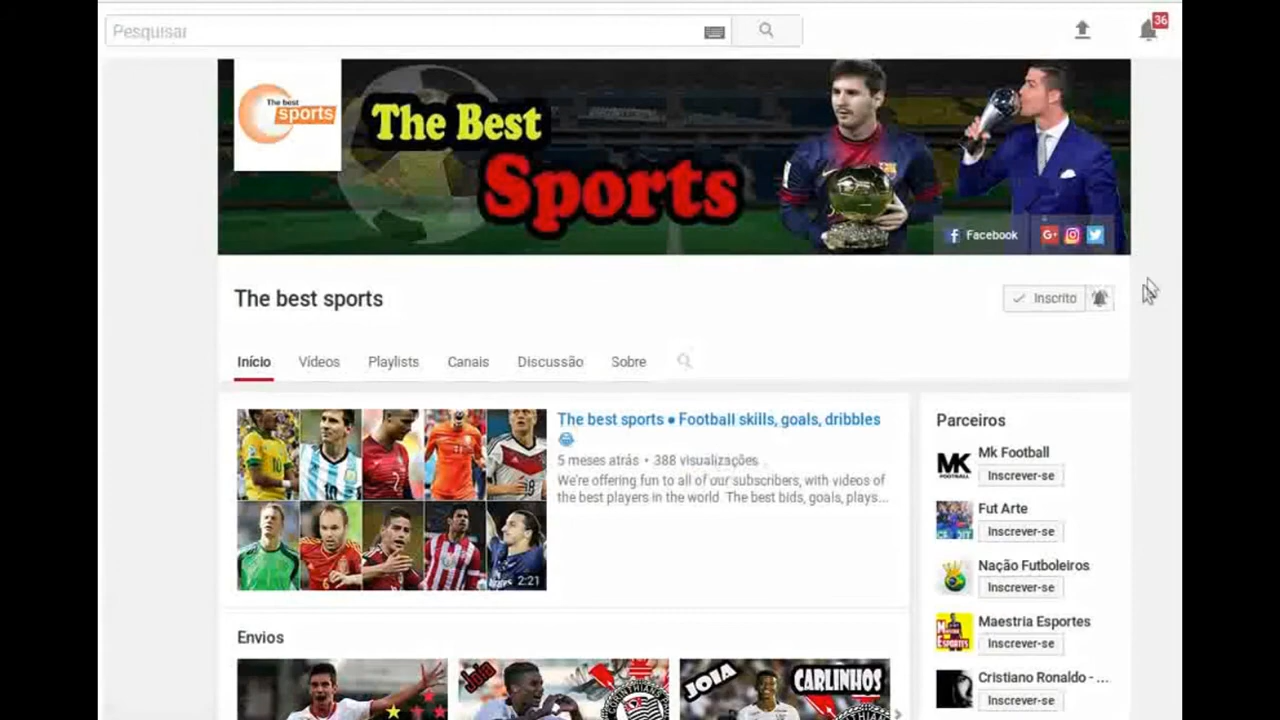 Pesquisar
36
The best
sports
The Best
Sports
Facebook
G+
The best sports
Inscrito
Início
Vídeos
Playlists
Canais
Discussão
Sobre
The best sports • Football skills, goals, dribbles
5 meses atrás • 388 visualizações
We're offering fun to all of our subscribers, with videos of
the best players in the world. The best bids, goals, plays...
2:21
Envios
Joia
JOIA
CARLINHOS
CORINTHIANS
Parceiros
MK
FOOTBALL
Mk Football
Inscrever-se
Fut Arte
Inscrever-se
Nação Futboleiros
Inscrever-se
Maestria Esportes
Inscrever-se
Cristiano Ronaldo - ...
Inscrever-se